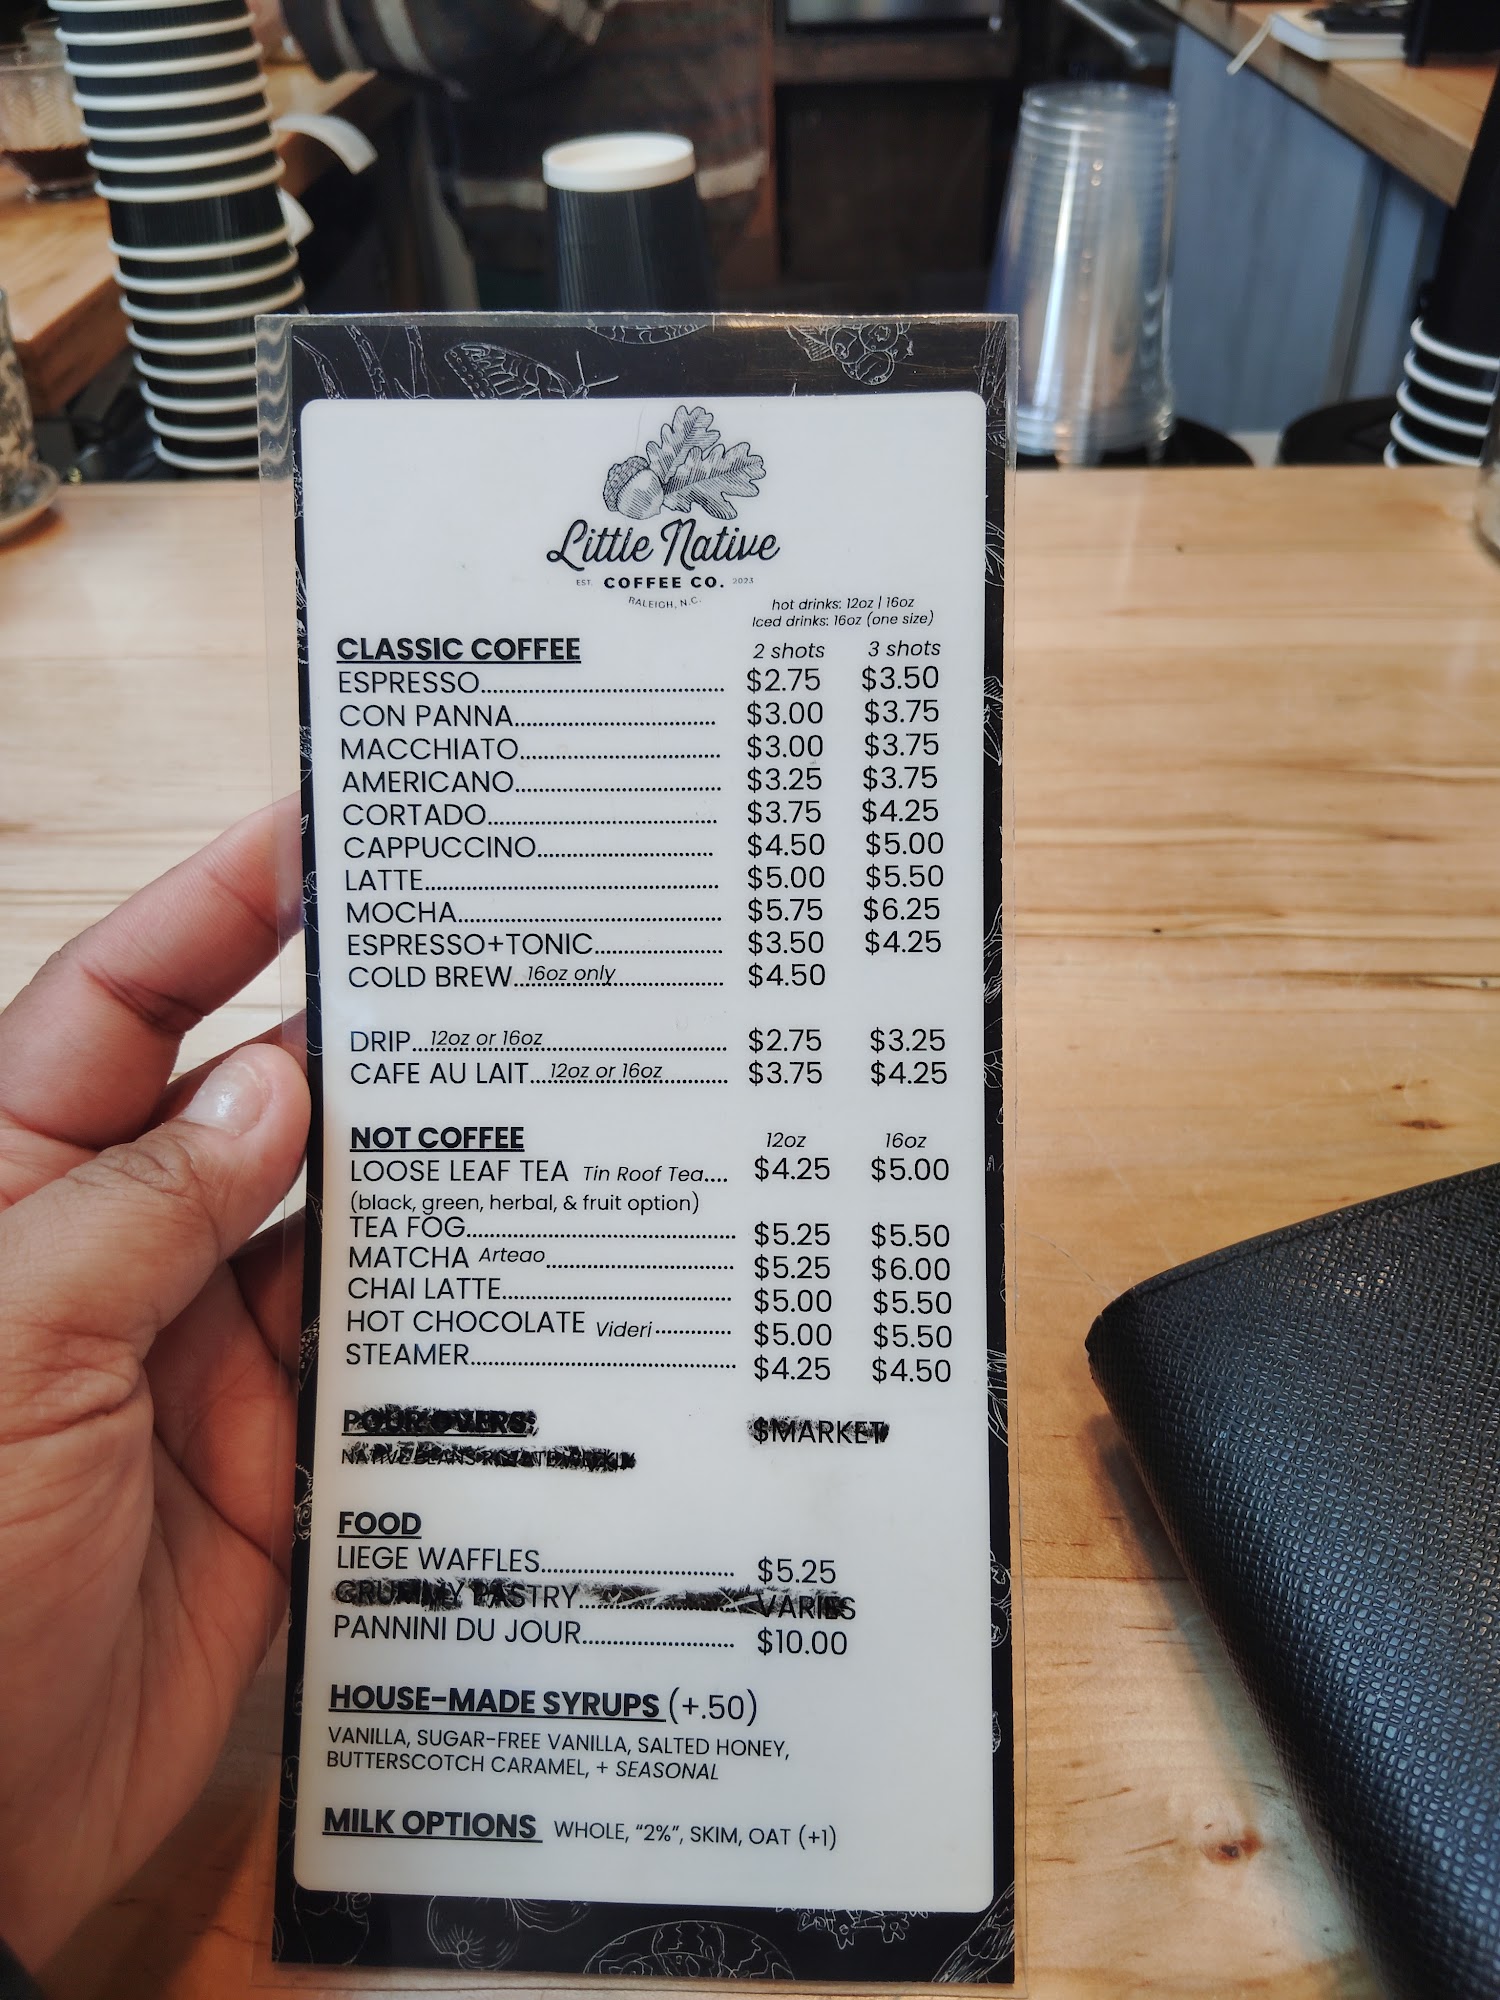 Little Native
EST. COFFEE CO. 2023
RALEIGH, N.C.
hot drinks: 12oz | 16oz
Iced drinks: 16oz (one size)
CLASSIC COFFEE 2 shots 3 shots
ESPRESSO $2.75 $3.50
CON PANNA $3.00 $3.75
MACCHIATO $3.00 $3.75
AMERICANO $3.25 $3.75
CORTADO $3.75 $4.25
CAPPUCCINO $4.50 $5.00
LATTE $5.00 $5.50
MOCHA $5.75 $6.25
ESPRESSO+TONIC $3.50 $4.25
COLD BREW 16oz only $4.50
DRIP 12oz or 16oz $2.75 $3.25
CAFE AU LAIT 12oz or 16oz $3.75 $4.25
NOT COFFEE 12oz 16oz
LOOSE LEAF TEA Tin Roof Tea $4.25 $5.00
(black, green, herbal, & fruit option)
TEA FOG $5.25 $5.50
MATCHA Arteao $5.25 $6.00
CHAI LATTE $5.00 $5.50
HOT CHOCOLATE Videri $5.00 $5.50
STEAMER $4.25 $4.50
POUR OVERS: $MARKET
NATIVE BEANS
FOOD
LIEGE WAFFLES $5.25
PASTRY VARIES
PANNINI DU JOUR $10.00
HOUSE-MADE SYRUPS (+.50)
VANILLA, SUGAR-FREE VANILLA, SALTED HONEY,
BUTTERSCOTCH CARAMEL, + SEASONAL
MILK OPTIONS WHOLE, “2%”, SKIM, OAT (+1)